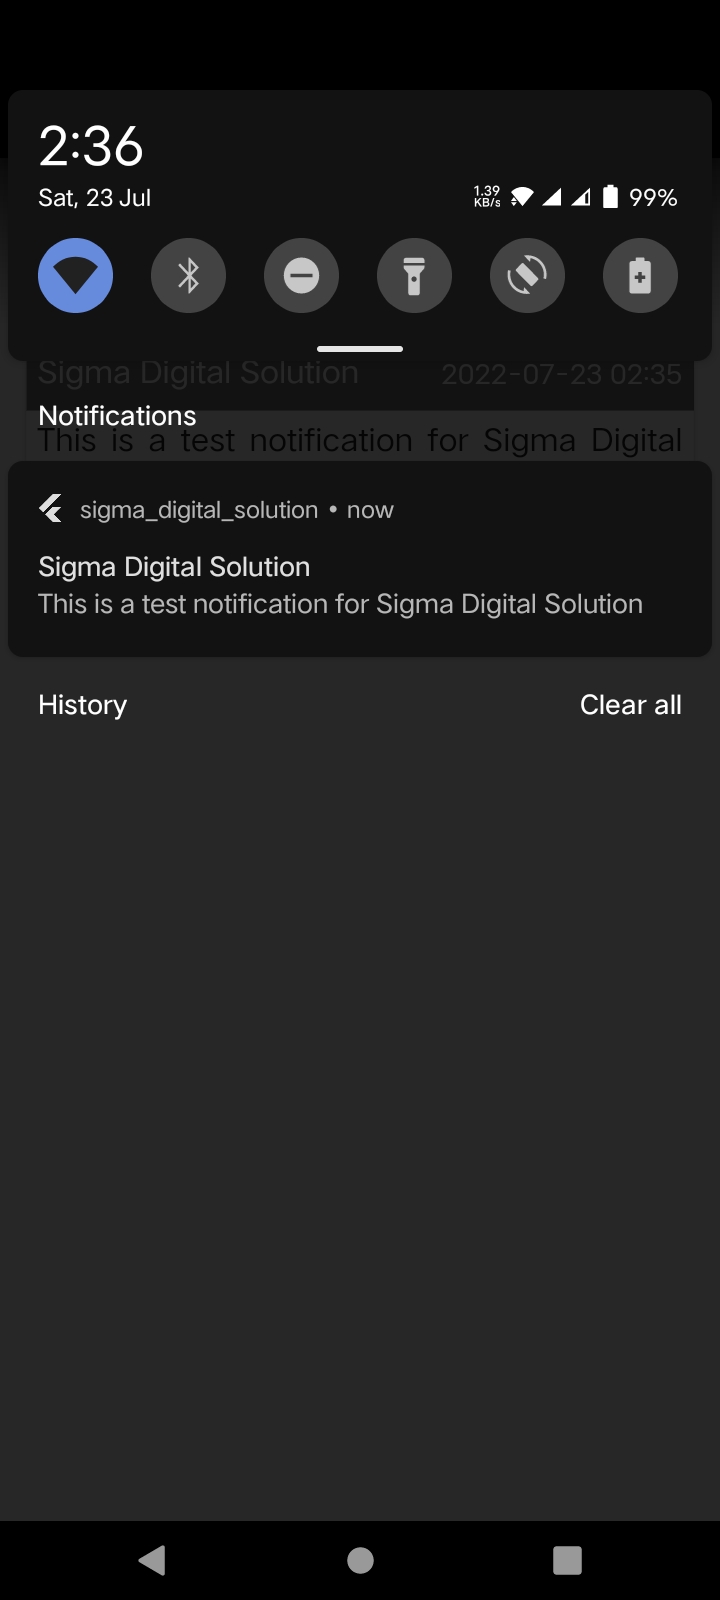 2:36
Sat, 23 Jul
1.39
KB/s
99%
Sigma Digital Solution 2022-07-23 02:35
Notifications
This is a test notification for Sigma Digital
sigma_digital_solution • now
Sigma Digital Solution
This is a test notification for Sigma Digital Solution
History
Clear all